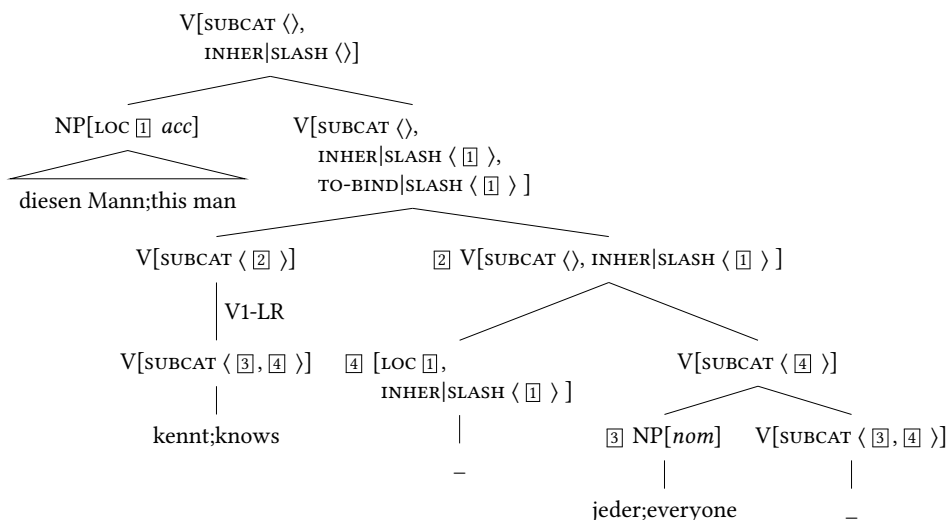 V[SUBCAT ⟨⟩,
INHER|SLASH ⟨⟩]
NP[LOC 1 acc]
V[SUBCAT ⟨⟩,
INHER|SLASH ⟨ 1 ⟩,
TO-BIND|SLASH ⟨ 1 ⟩ ]
diesen Mann;this man
V[SUBCAT ⟨ 2 ⟩]
2 V[SUBCAT ⟨⟩, INHER|SLASH ⟨ 1 ⟩ ]
V1-LR
V[SUBCAT ⟨ 3 , 4 ⟩]
4 [LOC 1 ,
INHER|SLASH ⟨ 1 ⟩ ]
V[SUBCAT ⟨ 4 ⟩]
kennt;knows
_
3 NP[nom]
V[SUBCAT ⟨ 3 , 4 ⟩]
jeder;everyone
_